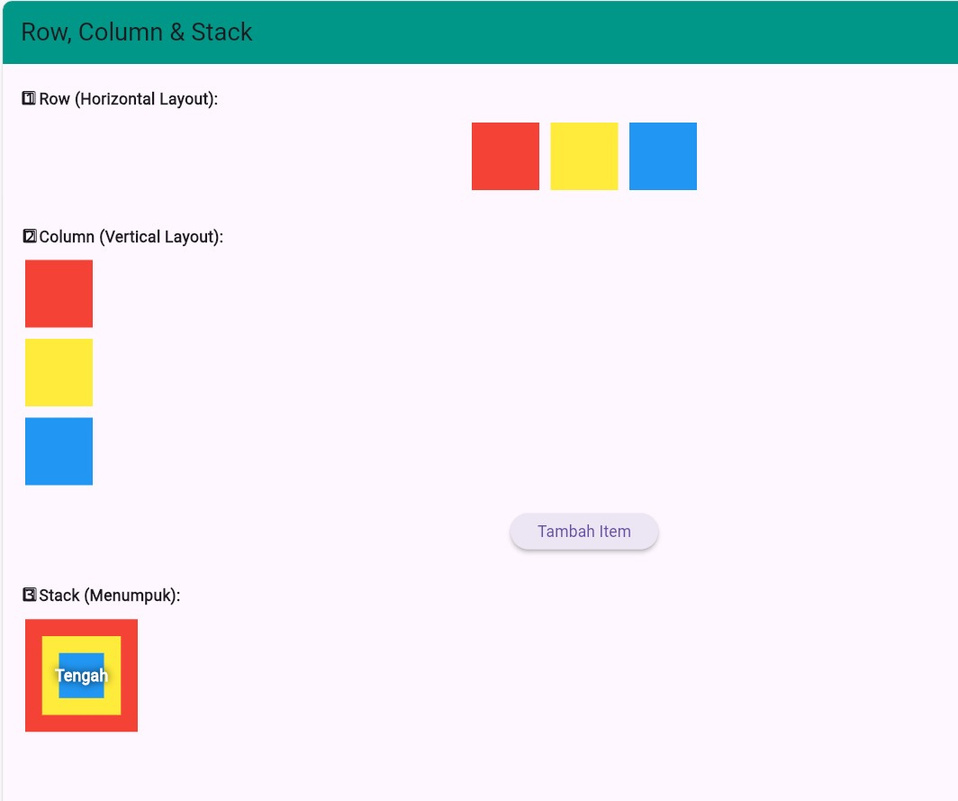 Row, Column & Stack
1️⃣ Row (Horizontal Layout):
2️⃣ Column (Vertical Layout):
Tambah Item
3️⃣ Stack (Menumpuk):
Tengah